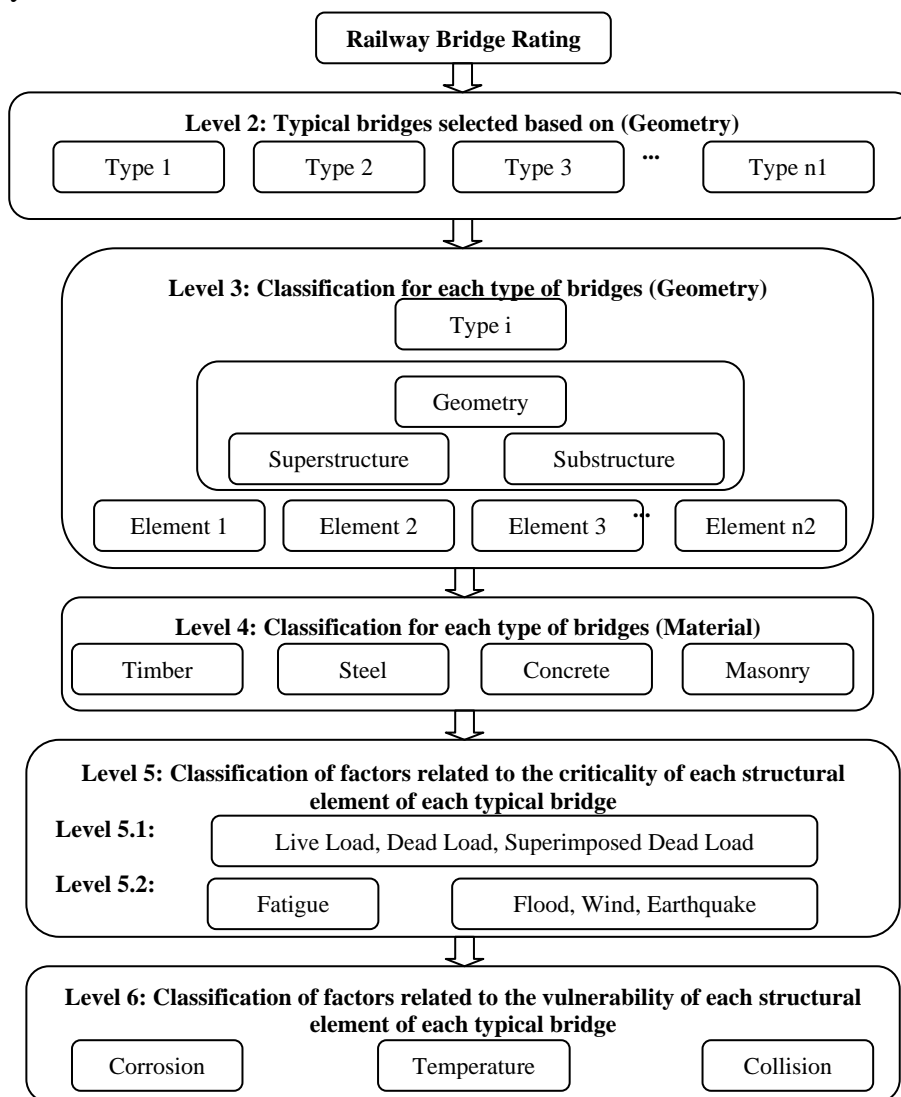 y
Railway Bridge Rating
Level 2: Typical bridges selected based on (Geometry)
Type 1
Type 2
Type 3
...
Type n1
Level 3: Classification for each type of bridges (Geometry)
Type i
Geometry
Superstructure
Substructure
Element 1
Element 2
Element 3
...
Element n2
Level 4: Classification for each type of bridges (Material)
Timber
Steel
Concrete
Masonry
Level 5: Classification of factors related to the criticality of each structural
element of each typical bridge
Level 5.1:
Live Load, Dead Load, Superimposed Dead Load
Level 5.2:
Fatigue
Flood, Wind, Earthquake
Level 6: Classification of factors related to the vulnerability of each structural
element of each typical bridge
Corrosion
Temperature
Collision